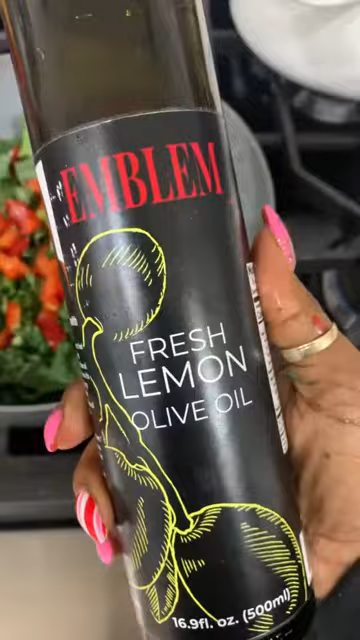 EMBLEM
FRESH
LEMON
OLIVE OIL
16.9fl. oz. (500ml)